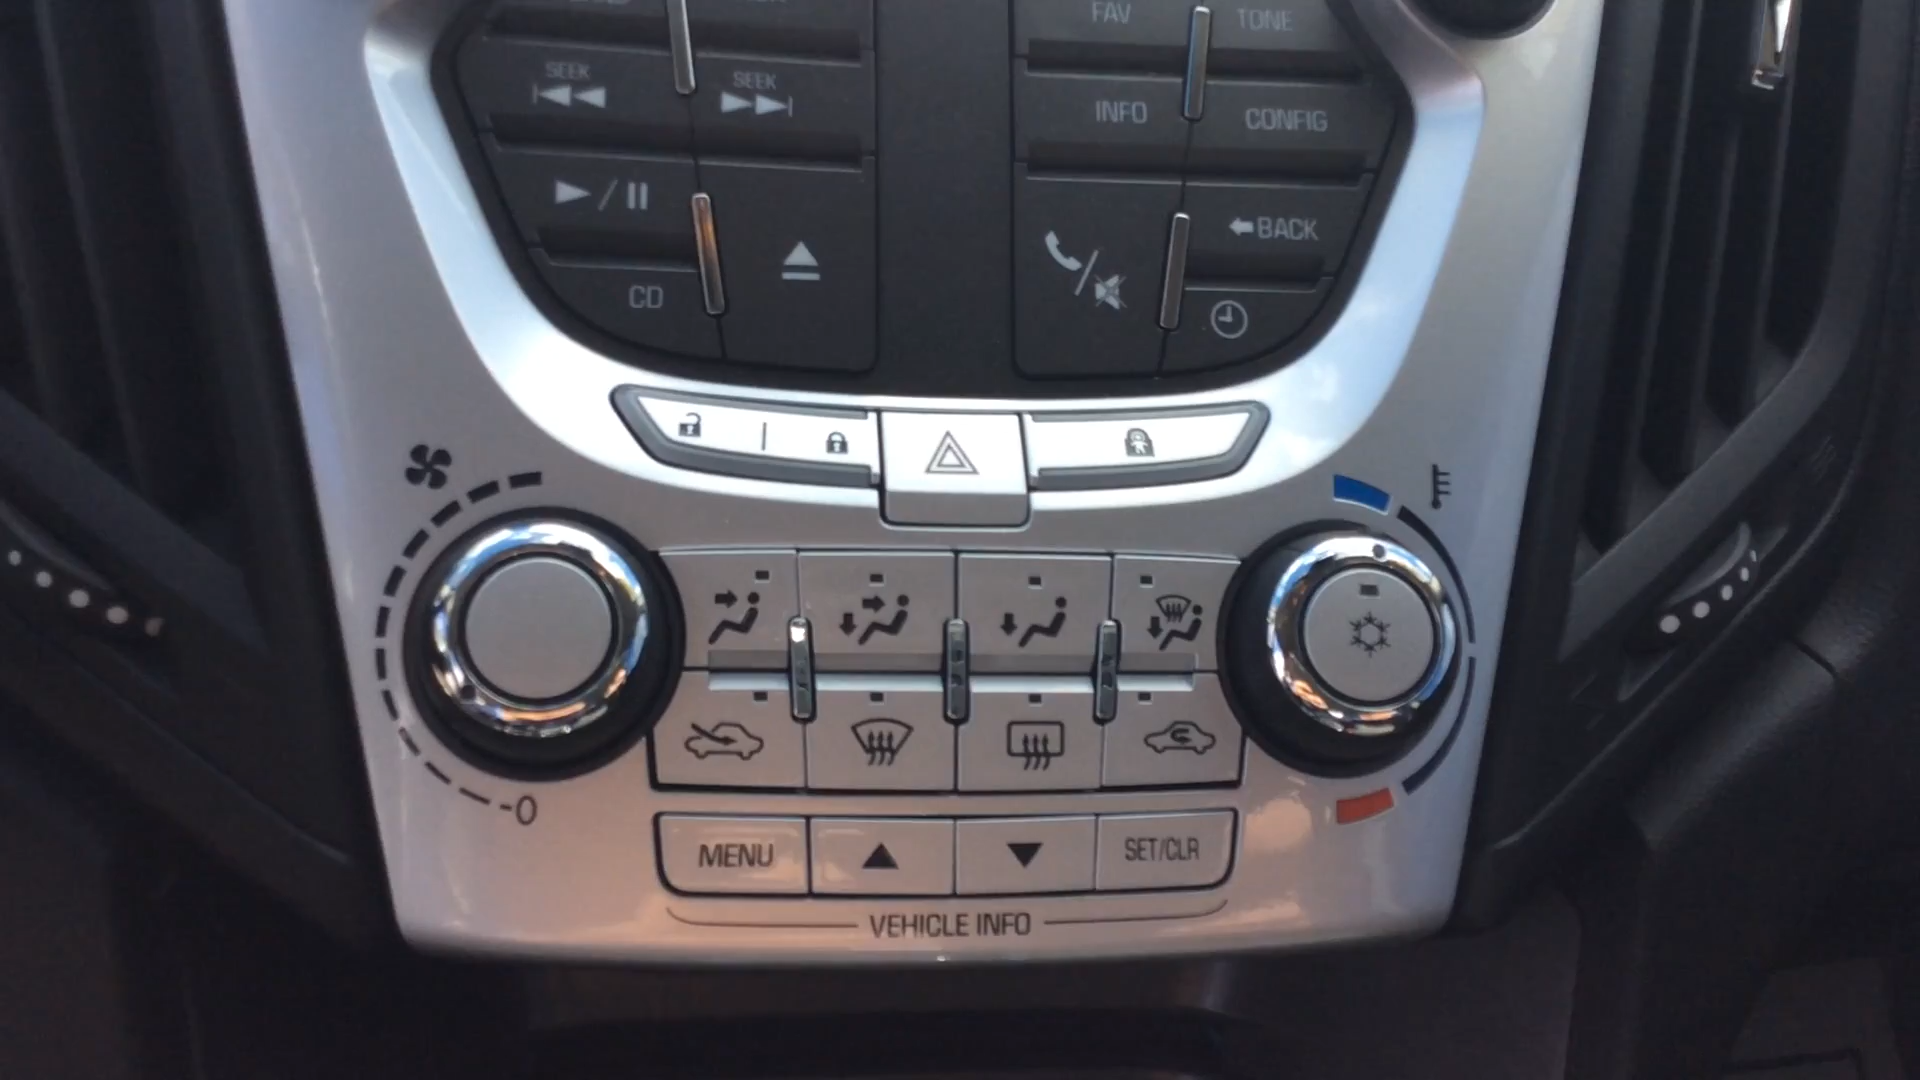 FAV TONE
SEEK SEEK
INFO CONFIG
BACK
CD
0
MENU SET/CLR
VEHICLE INFO